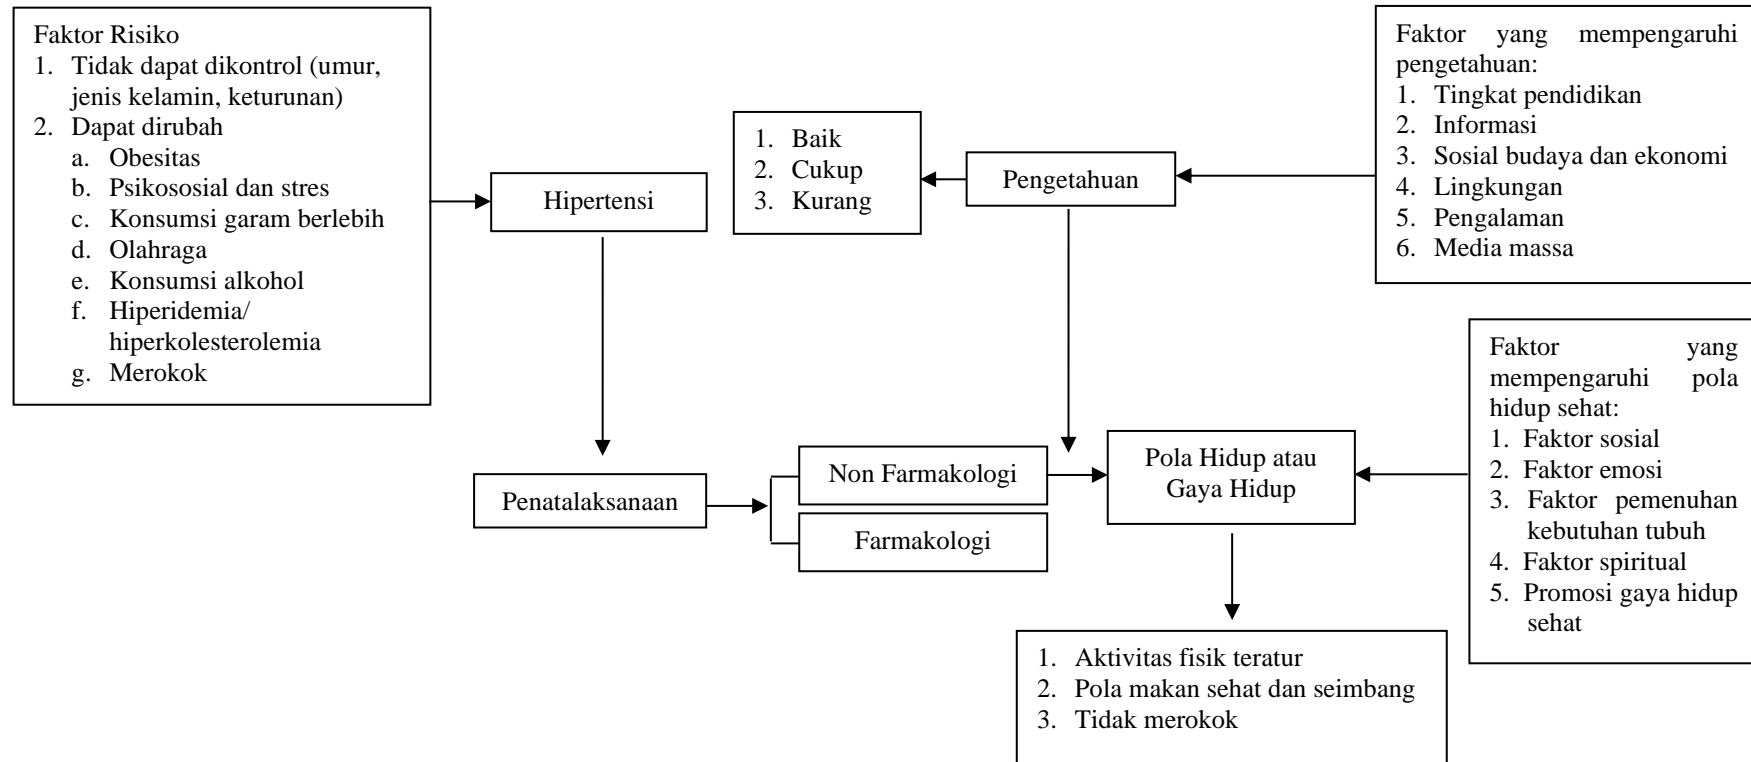 Faktor Risiko
1. Tidak dapat dikontrol (umur,
jenis kelamin, keturunan)
2. Dapat dirubah
a. Obesitas
b. Psikososial dan stres
c. Konsumsi garam berlebih
d. Olahraga
e. Konsumsi alkohol
f. Hiperidemia/
hiperkolesterolemia
g. Merokok
Hipertensi
1. Baik
2. Cukup
3. Kurang
Pengetahuan
Faktor yang mempengaruhi
pengetahuan:
1. Tingkat pendidikan
2. Informasi
3. Sosial budaya dan ekonomi
4. Lingkungan
5. Pengalaman
6. Media massa
Penatalaksanaan
Non Farmakologi
Farmakologi
Pola Hidup atau
Gaya Hidup
Faktor yang
mempengaruhi pola
hidup sehat:
1. Faktor sosial
2. Faktor emosi
3. Faktor pemenuhan
kebutuhan tubuh
4. Faktor spiritual
5. Promosi gaya hidup
sehat
1. Aktivitas fisik teratur
2. Pola makan sehat dan seimbang
3. Tidak merokok